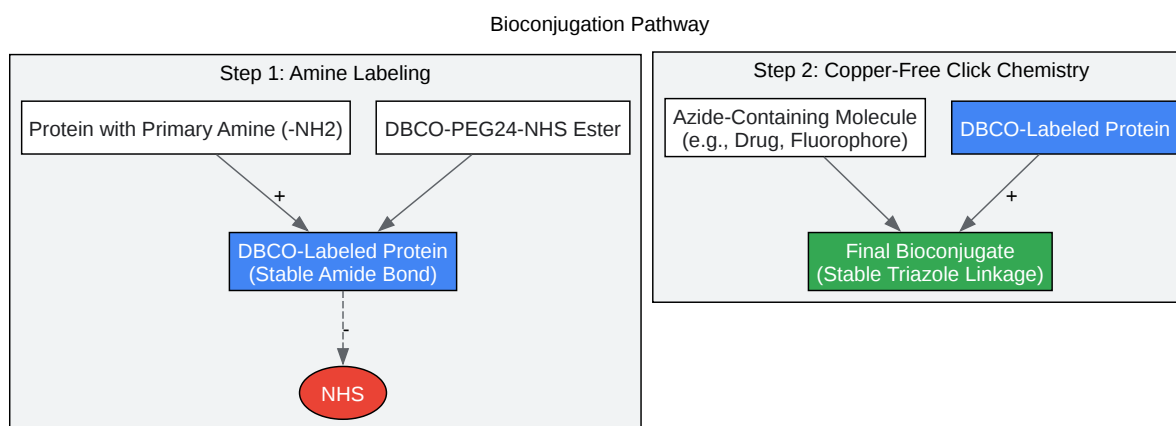 Bioconjugation Pathway
Step 1: Amine Labeling
Protein with Primary Amine (-NH2)
DBCO-PEG24-NHS Ester
+
DBCO-Labeled Protein
(Stable Amide Bond)
-
NHS
Step 2: Copper-Free Click Chemistry
Azide-Containing Molecule
(e.g., Drug, Fluorophore)
DBCO-Labeled Protein
+
Final Bioconjugate
(Stable Triazole Linkage)